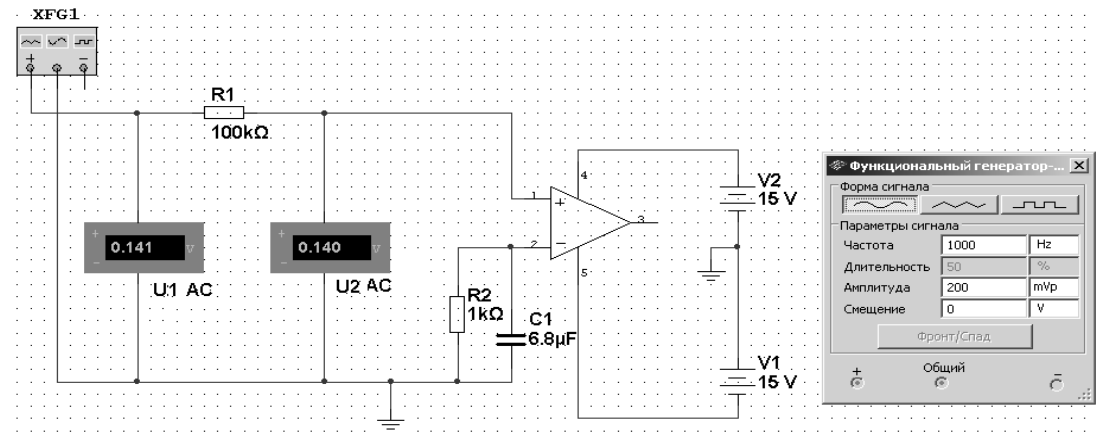 XFG1
R1
100kΩ
0.141 V
U1 AC
0.140 V
U2 AC
1
2
3
4
5
R2
1kΩ
C1
6.8µF
V2
15 V
V1
15 V
Функциональный генератор-...
Форма сигнала
Параметры сигнала
Частота 1000 Hz
Длительность 50 %
Амплитуда 200 mVp
Смещение 0 V
Фронт/Спад
+ Общий −